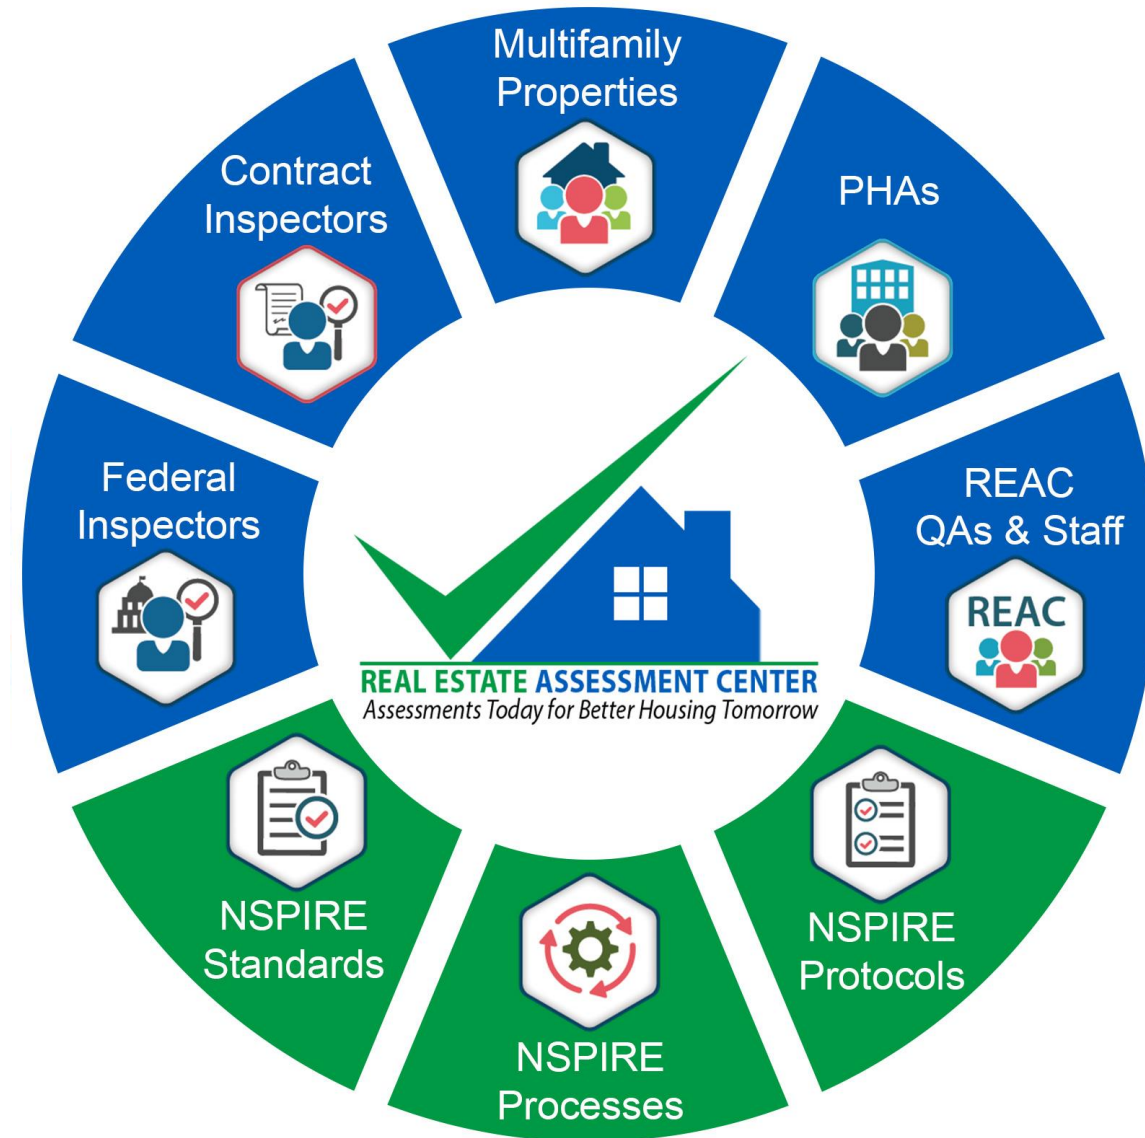 Multifamily
Properties
PHAs
REAC
QAs & Staff
REAC
NSPIRE
Protocols
NSPIRE
Processes
NSPIRE
Standards
Federal
Inspectors
Contract
Inspectors
REAL ESTATE ASSESSMENT CENTER
Assessments Today for Better Housing Tomorrow